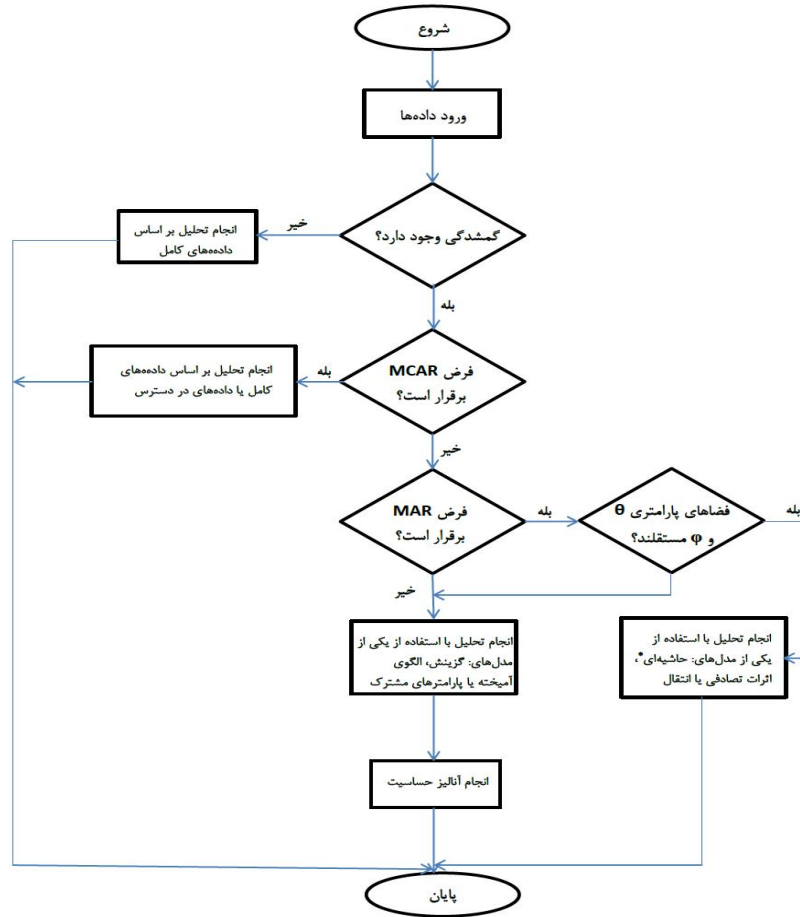 شروع
ورود داده‌ها
گمشدگی وجود دارد؟
خیر
انجام تحلیل بر اساس
داده‌های کامل
بله
فرض MCAR
برقرار است؟
بله
انجام تحلیل بر اساس داده‌های
کامل یا داده‌های در دسترس
خیر
فرض MAR
برقرار است؟
بله
فضاهای پارامتری θ
و φ مستقلند؟
بله
خیر
انجام تحلیل با استفاده از یکی از
مدل‌های: گزینش، الگوی
آمیخته یا پارامترهای مشترک
انجام تحلیل با استفاده از
یکی از مدل‌های: حاشیه‌ای*،
اثرات تصادفی یا انتقال
انجام آنالیز حساسیت
پایان